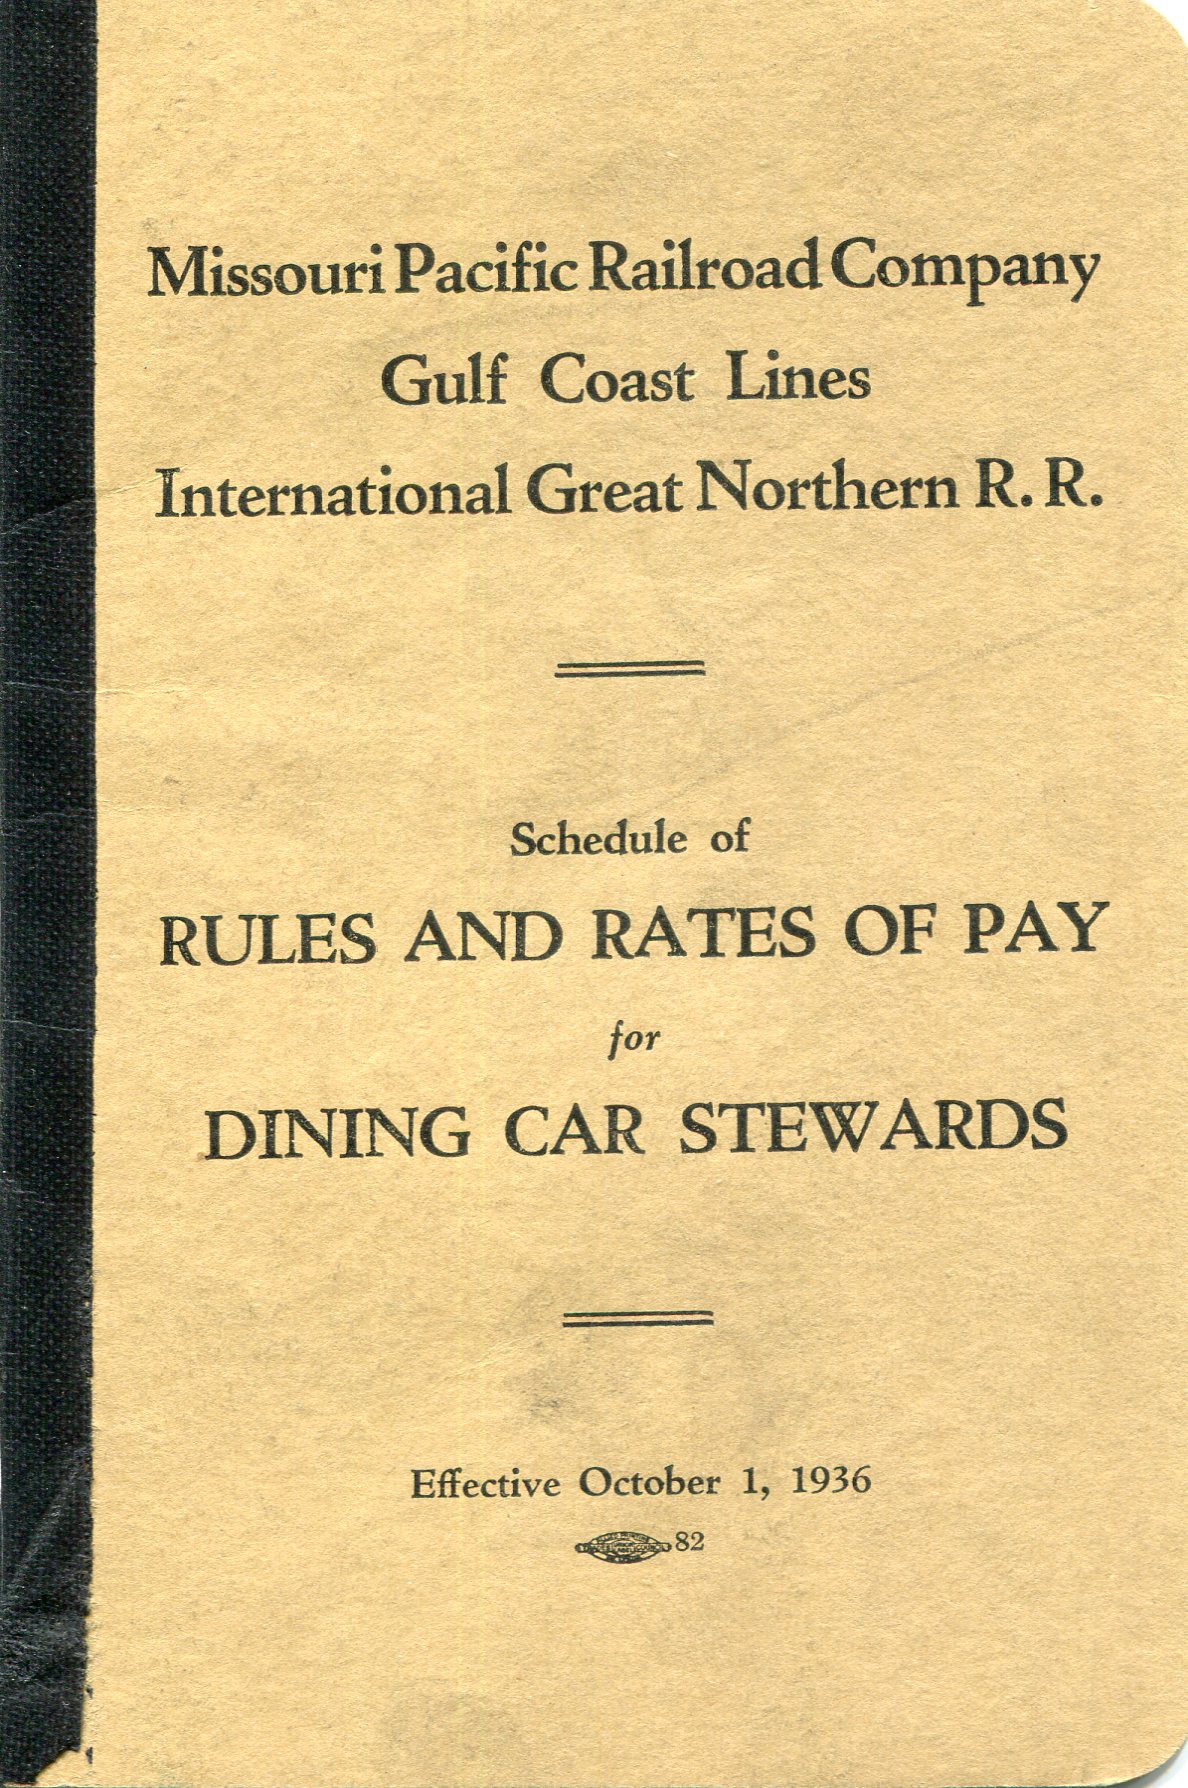 Missouri Pacific Railroad Company
Gulf Coast Lines
International Great Northern R. R.
Schedule of
RULES AND RATES OF PAY
for
DINING CAR STEWARDS
Effective October 1, 1936
82